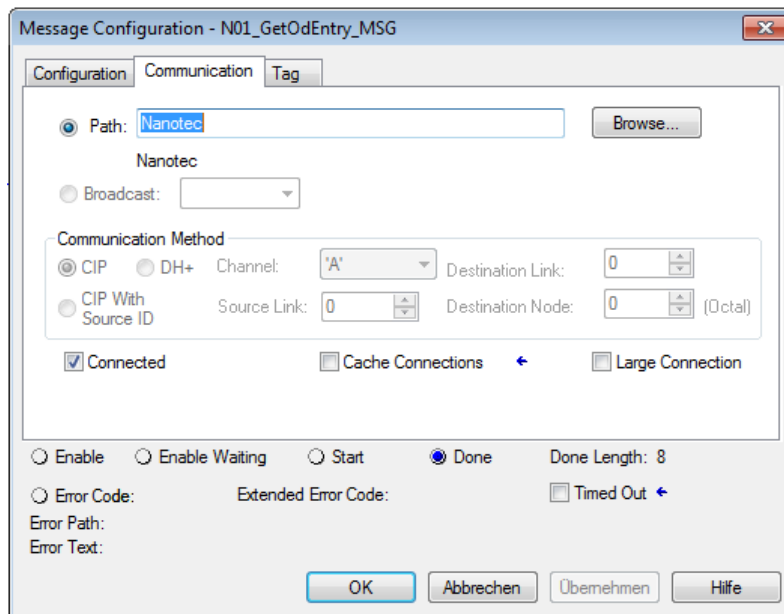 Message Configuration - N01_GetOdEntry_MSG
Configuration Communication Tag
Path: Nanotec Browse...
Nanotec
Broadcast:
Communication Method
CIP DH+ Channel: 'A' Destination Link: 0
CIP With Source ID Source Link: 0 Destination Node: 0 (Octal)
Connected Cache Connections Large Connection
Enable Enable Waiting Start Done Done Length: 8
Error Code: Extended Error Code: Timed Out
Error Path:
Error Text:
OK Abbrechen Übernehmen Hilfe